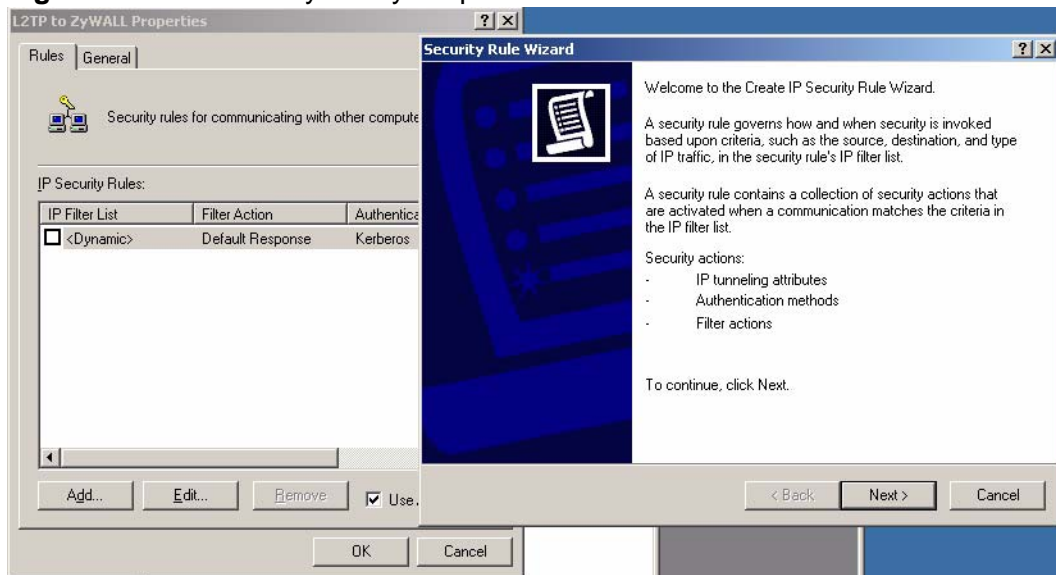 L2TP to ZyWALL Properties
Rules
General
Security rules for communicating with other compute
IP Security Rules:
IP Filter List
Filter Action
Authentica
<Dynamic>
Default Response
Kerberos
Add...
Edit...
Remove
Use
OK
Cancel
Security Rule Wizard
Welcome to the Create IP Security Rule Wizard.
A security rule governs how and when security is invoked
based upon criteria, such as the source, destination, and type
of IP traffic, in the security rule's IP filter list.
A security rule contains a collection of security actions that
are activated when a communication matches the criteria in
the IP filter list.
Security actions:
- IP tunneling attributes
- Authentication methods
- Filter actions
To continue, click Next.
< Back
Next >
Cancel